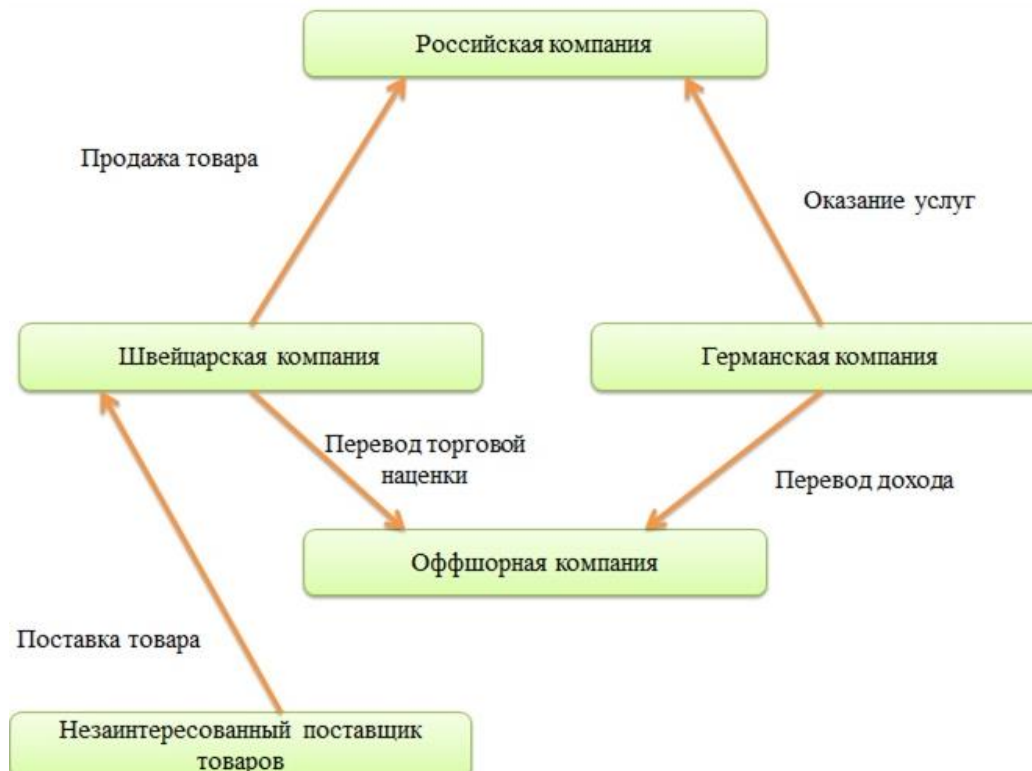 Российская компания
Продажа товара
Оказание услуг
Швейцарская компания
Германская компания
Перевод торговой
наценки
Перевод дохода
Оффшорная компания
Поставка товара
Незаинтересованный поставщик
товаров